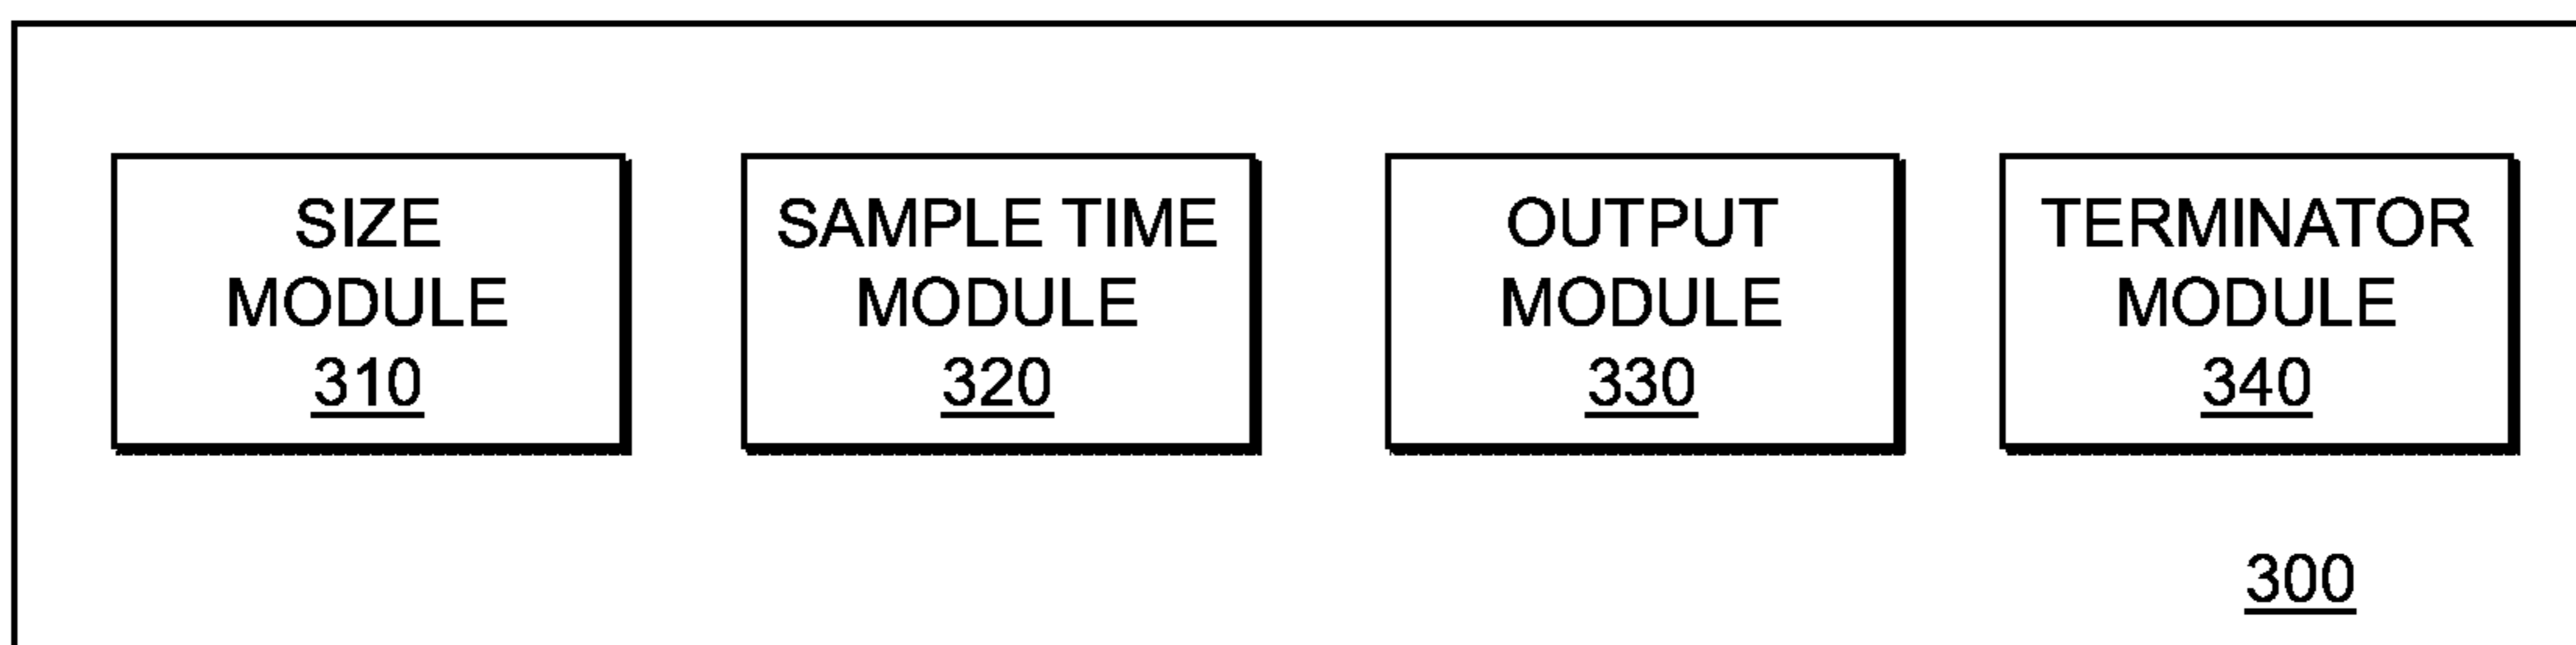 SIZE
MODULE
310
SAMPLE TIME
MODULE
320
OUTPUT
MODULE
330
TERMINATOR
MODULE
340
300